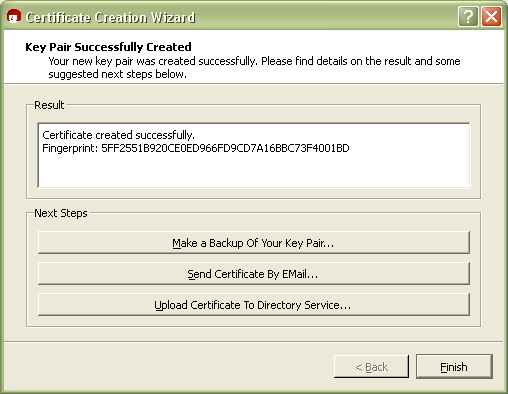 Certificate Creation Wizard
Key Pair Successfully Created
Your new key pair was created successfully. Please find details on the result and some
suggested next steps below.
Result
Certificate created successfully.
Fingerprint: 5FF2551B920CE0ED966FD9CD7A16BBC73F4001BD
Next Steps
Make a Backup Of Your Key Pair...
Send Certificate By EMail...
Upload Certificate To Directory Service...
< Back
Finish